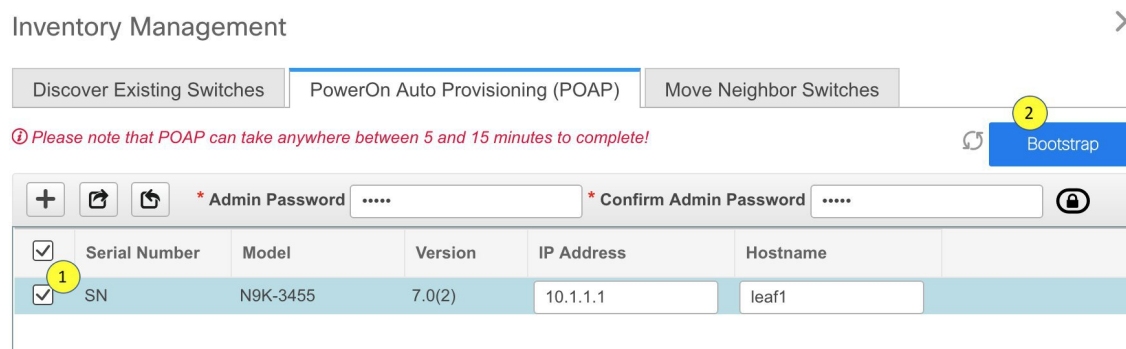 Inventory Management
Discover Existing Switches PowerOn Auto Provisioning (POAP) Move Neighbor Switches
Please note that POAP can take anywhere between 5 and 15 minutes to complete!
2
Bootstrap
* Admin Password ••••• * Confirm Admin Password •••••
Serial Number Model Version IP Address Hostname
1
SN N9K-3455 7.0(2) 10.1.1.1 leaf1